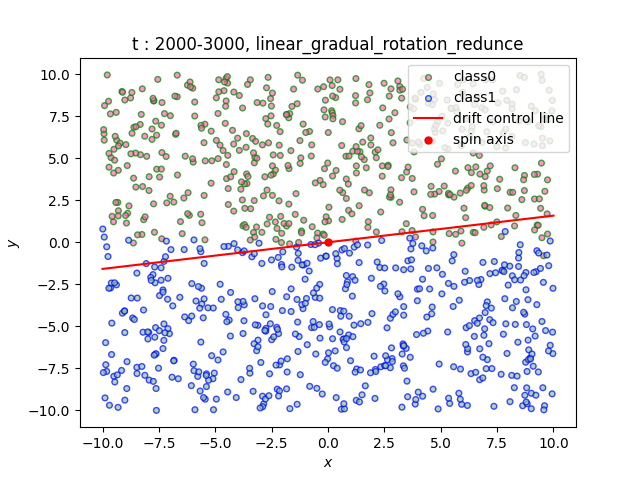 t : 2000-3000, linear_gradual_rotation_redunce
class0
class1
drift control line
spin axis
10.0
7.5
5.0
2.5
0.0
−2.5
−5.0
−7.5
−10.0
y
−10.0 −7.5 −5.0 −2.5 0.0 2.5 5.0 7.5 10.0
x